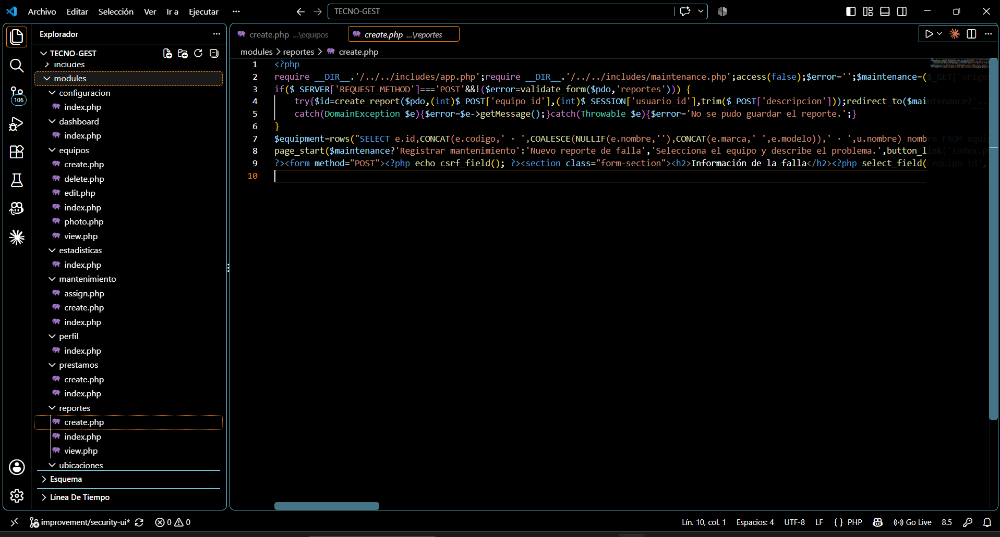 Archivo Editar Selección Ver Ir a Ejecutar ···
TECNO-GEST
Explorador ···
TECNO-GEST
includes
modules
configuracion
index.php
dashboard
index.php
equipos
create.php
delete.php
edit.php
index.php
photo.php
view.php
estadisticas
index.php
mantenimiento
assign.php
create.php
index.php
perfil
index.php
prestamos
create.php
index.php
reportes
create.php
index.php
view.php
ubicaciones
Esquema
Línea De Tiempo
106
create.php ...\equipos
create.php ...\reportes
modules > reportes > create.php
1 <?php
2 require __DIR__.'/../../includes/app.php';require __DIR__.'/../../includes/maintenance.php';access(false);$error='';$maintenance=($_GET['orige
3 if($_SERVER['REQUEST_METHOD']==='POST'&&!($error=validate_form($pdo,'reportes'))) {
4 try{$id=create_report($pdo,(int)$_POST['equipo_id'],(int)$_SESSION['usuario_id'],trim($_POST['descripcion']));redirect_to($maintenance?'..
5 catch(DomainException $e){$error=$e->getMessage();}catch(Throwable $e){$error='No se pudo guardar el reporte.';}
6 }
7 $equipment=rows("SELECT e.id,CONCAT(e.codigo,' · ',COALESCE(NULLIF(e.nombre,''),CONCAT(e.marca,' ',e.modelo)),' · ',u.nombre) nombre FROM equi
8 page_start($maintenance?'Registrar mantenimiento':'Nuevo reporte de falla','Selecciona el equipo y describe el problema.',button_link('index.p
9 ?><form method="POST"><?php echo csrf_field(); ?><section class="form-section"><h2>Información de la falla</h2><?php select_field('equipo_id',
10
improvement/security-ui* 0 0
Lín. 10, col. 1 Espacios: 4 UTF-8 LF {} PHP Go Live 8.5